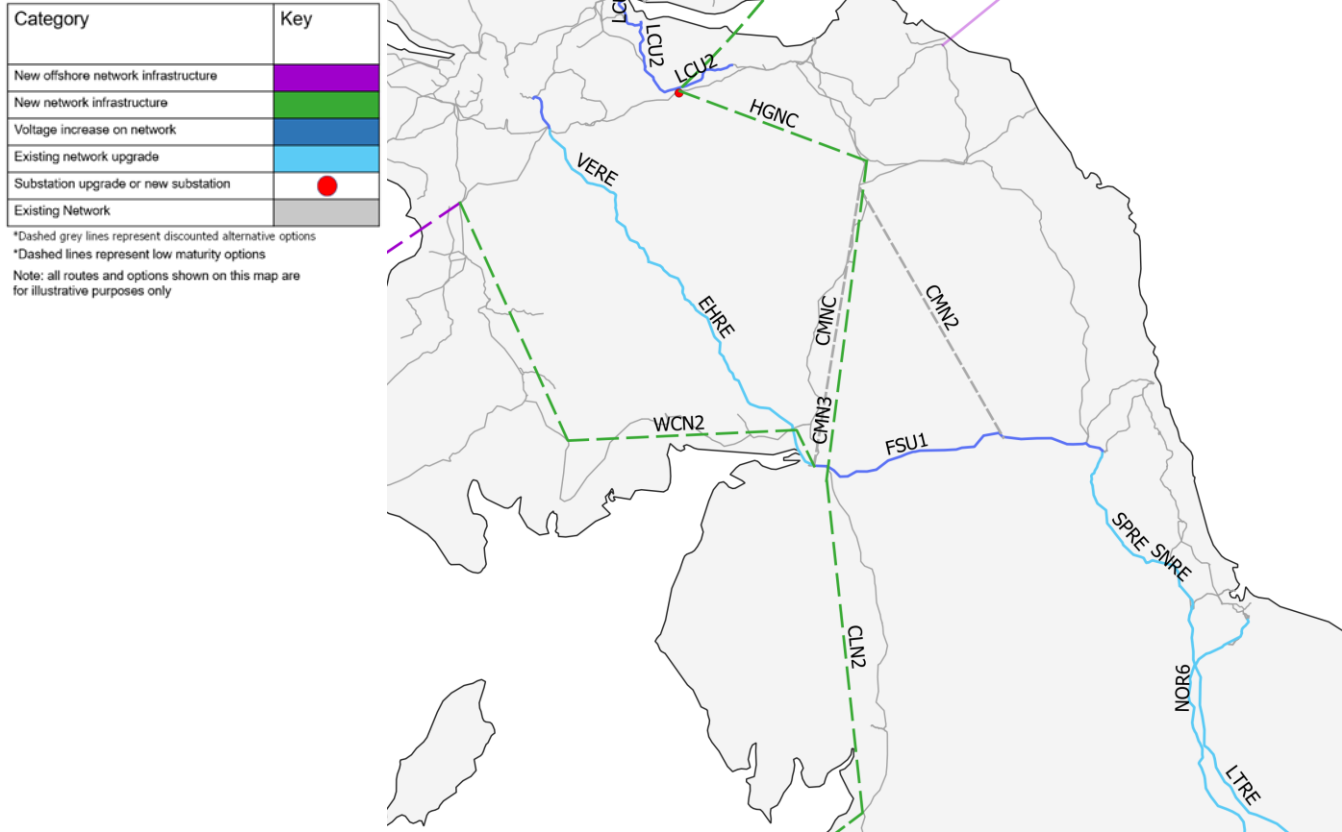 Category Key
New offshore network infrastructure
New network infrastructure
Voltage increase on network
Existing network upgrade
Substation upgrade or new substation
Existing Network
*Dashed grey lines represent discounted alternative options
*Dashed lines represent low maturity options
Note: all routes and options shown on this map are
for illustrative purposes only
LCU2
LCU2
HGNC
VERE
EHRE
CMNC
CMN2
CMN3
WCN2
FSU1
SPRE
SNRE
CLN2
NOR6
LTRE